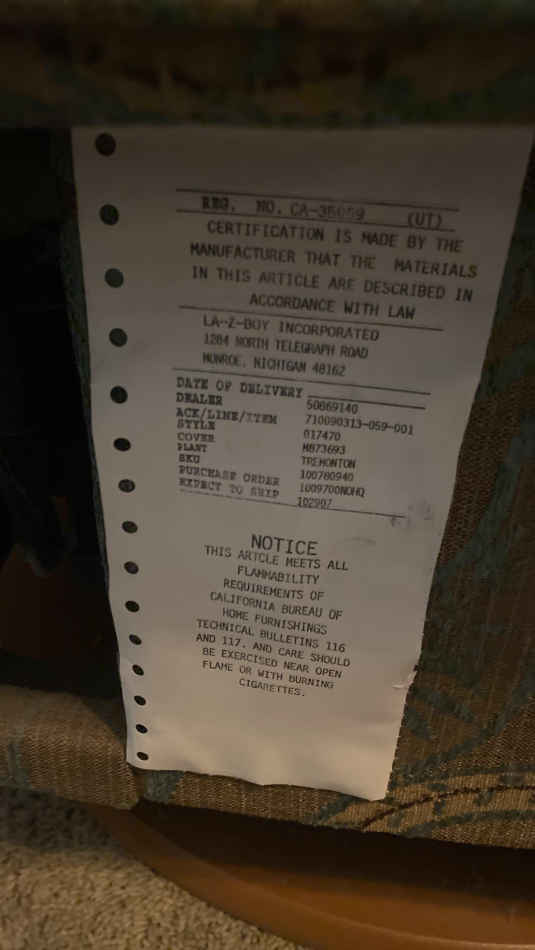 REG. NO. CA-35059 (UT)
CERTIFICATION IS MADE BY THE
MANUFACTURER THAT THE MATERIALS
IN THIS ARTICLE ARE DESCRIBED IN
ACCORDANCE WITH LAW
LA-Z-BOY INCORPORATED
1284 NORTH TELEGRAPH ROAD
MONROE, MICHIGAN 48162
DATE OF DELIVERY
DEALER 50869140
ACK/LINE/ITEM 710090313-059-001
STYLE 017470
COVER M873693
PLANT TREMONTON
SKU 100780940
PURCHASE ORDER 1009700NOHQ
EXPECT TO SHIP 102907
NOTICE
THIS ARTCLE MEETS ALL
FLAMMABILITY
REQUIREMENTS OF
CALIFORNIA BUREAU OF
HOME FURNISHINGS
TECHNICAL BULLETINS 116
AND 117. AND CARE SHOULD
BE EXERCISED NEAR OPEN
FLAME OR WITH BURNING
CIGARETTES.